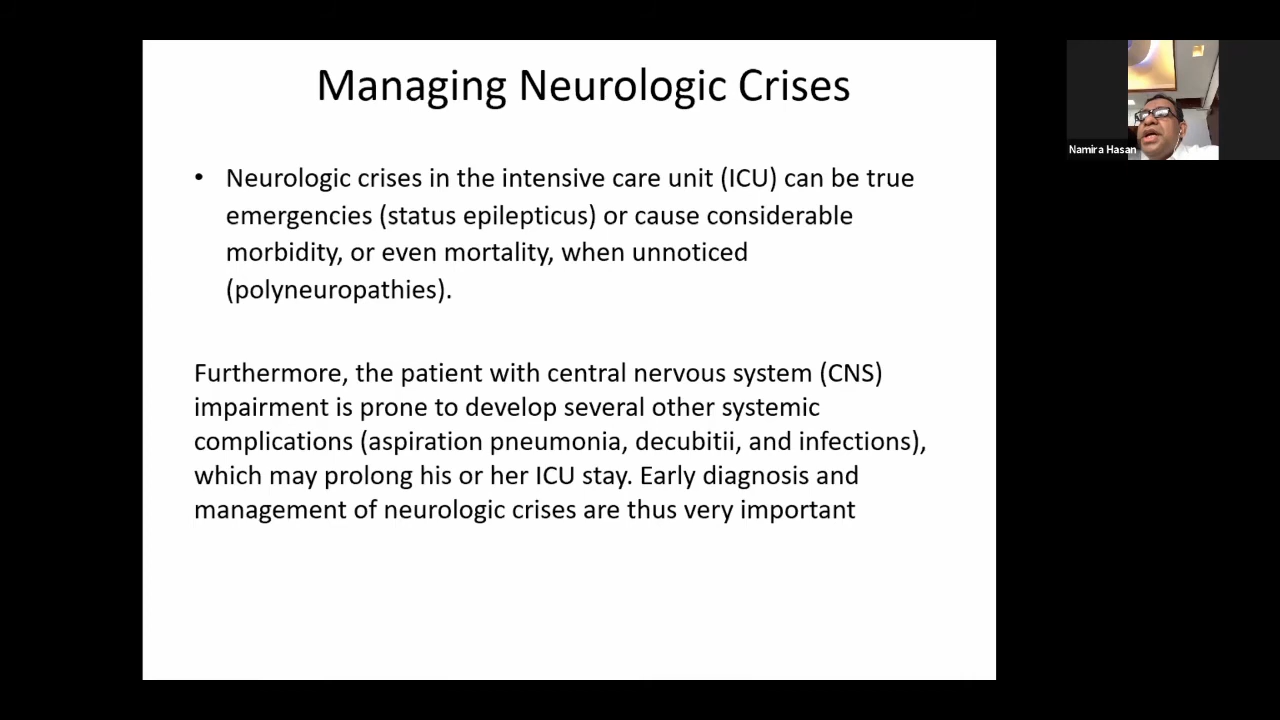 Managing Neurologic Crises
• Neurologic crises in the intensive care unit (ICU) can be true
emergencies (status epilepticus) or cause considerable
morbidity, or even mortality, when unnoticed
(polyneuropathies).
Furthermore, the patient with central nervous system (CNS)
impairment is prone to develop several other systemic
complications (aspiration pneumonia, decubitii, and infections),
which may prolong his or her ICU stay. Early diagnosis and
management of neurologic crises are thus very important
Namira Hasan